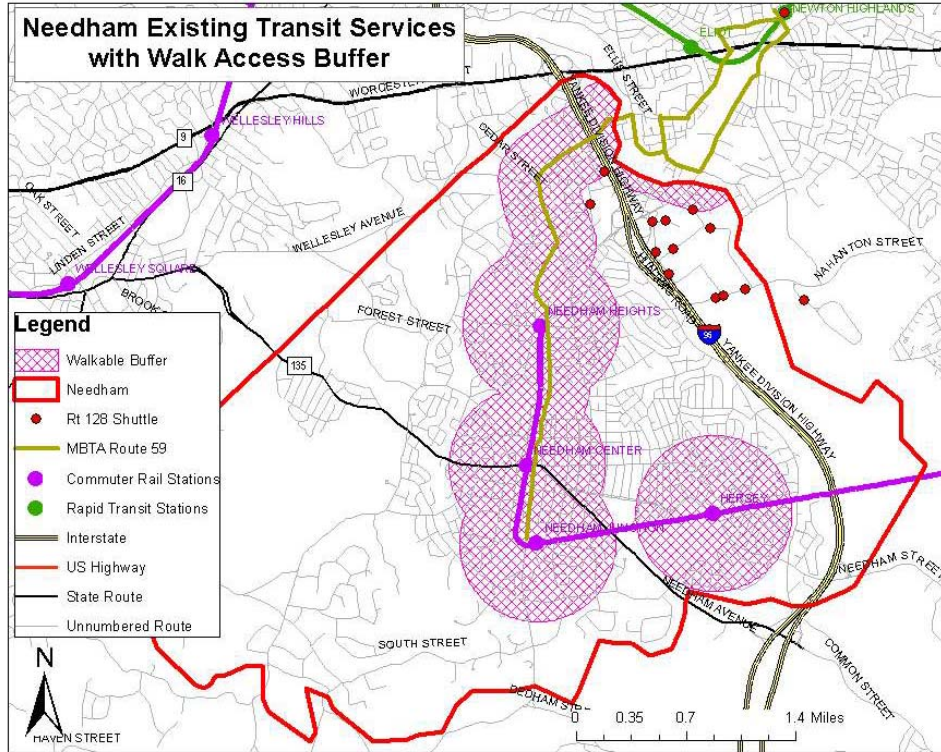 Needham Existing Transit Services
with Walk Access Buffer
NEWTON HIGHLANDS
ELIOT
ELLIS STREET
WORCESTER
YANKEE DIVISION HIGHWAY
WELLESLEY HILLS
9
CEDAR STREET
16
OAK STREET
LINDEN STREET
WELLESLEY AVENUE
NAHANTON STREET
WELLESLEY SQUARE
BROOK
FOREST STREET
NEEDHAM HEIGHTS
95
YANKEE DIVISION HIGHWAY
135
NEEDHAM CENTER
HERSEY
NEEDHAM JUNCTION
NEEDHAM STREET
NEEDHAM AVENUE
SOUTH STREET
COMMON STREET
DEDHAM
HAVEN STREET
Legend
Walkable Buffer
Needham
Rt 128 Shuttle
MBTA Route 59
Commuter Rail Stations
Rapid Transit Stations
Interstate
US Highway
State Route
Unnumbered Route
N
0 0.35 0.7 1.4 Miles